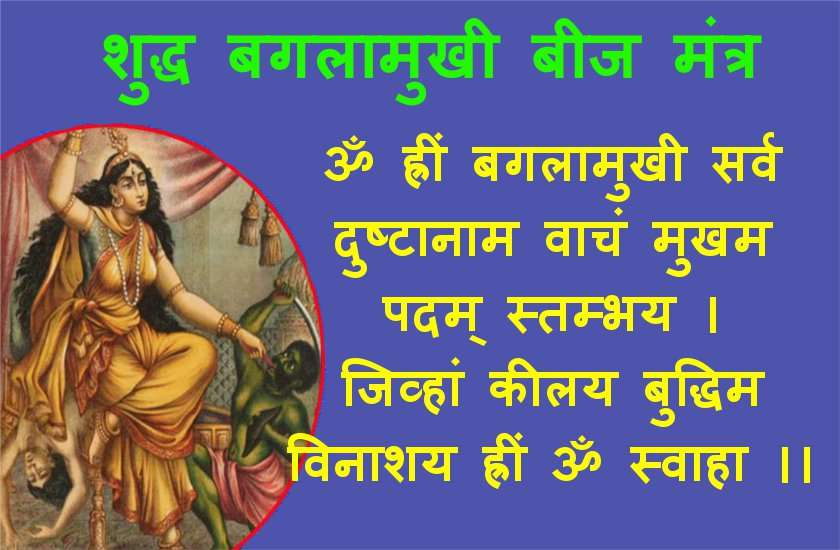 शुद्ध बगलामुखी बीज मंत्र
ॐ ह्रीं बगलामुखी सर्व
दुष्टानाम वाचं मुखम
पदम् स्तम्भय ।
जिव्हां कीलय बुद्धिम
विनाशय ह्रीं ॐ स्वाहा ।।